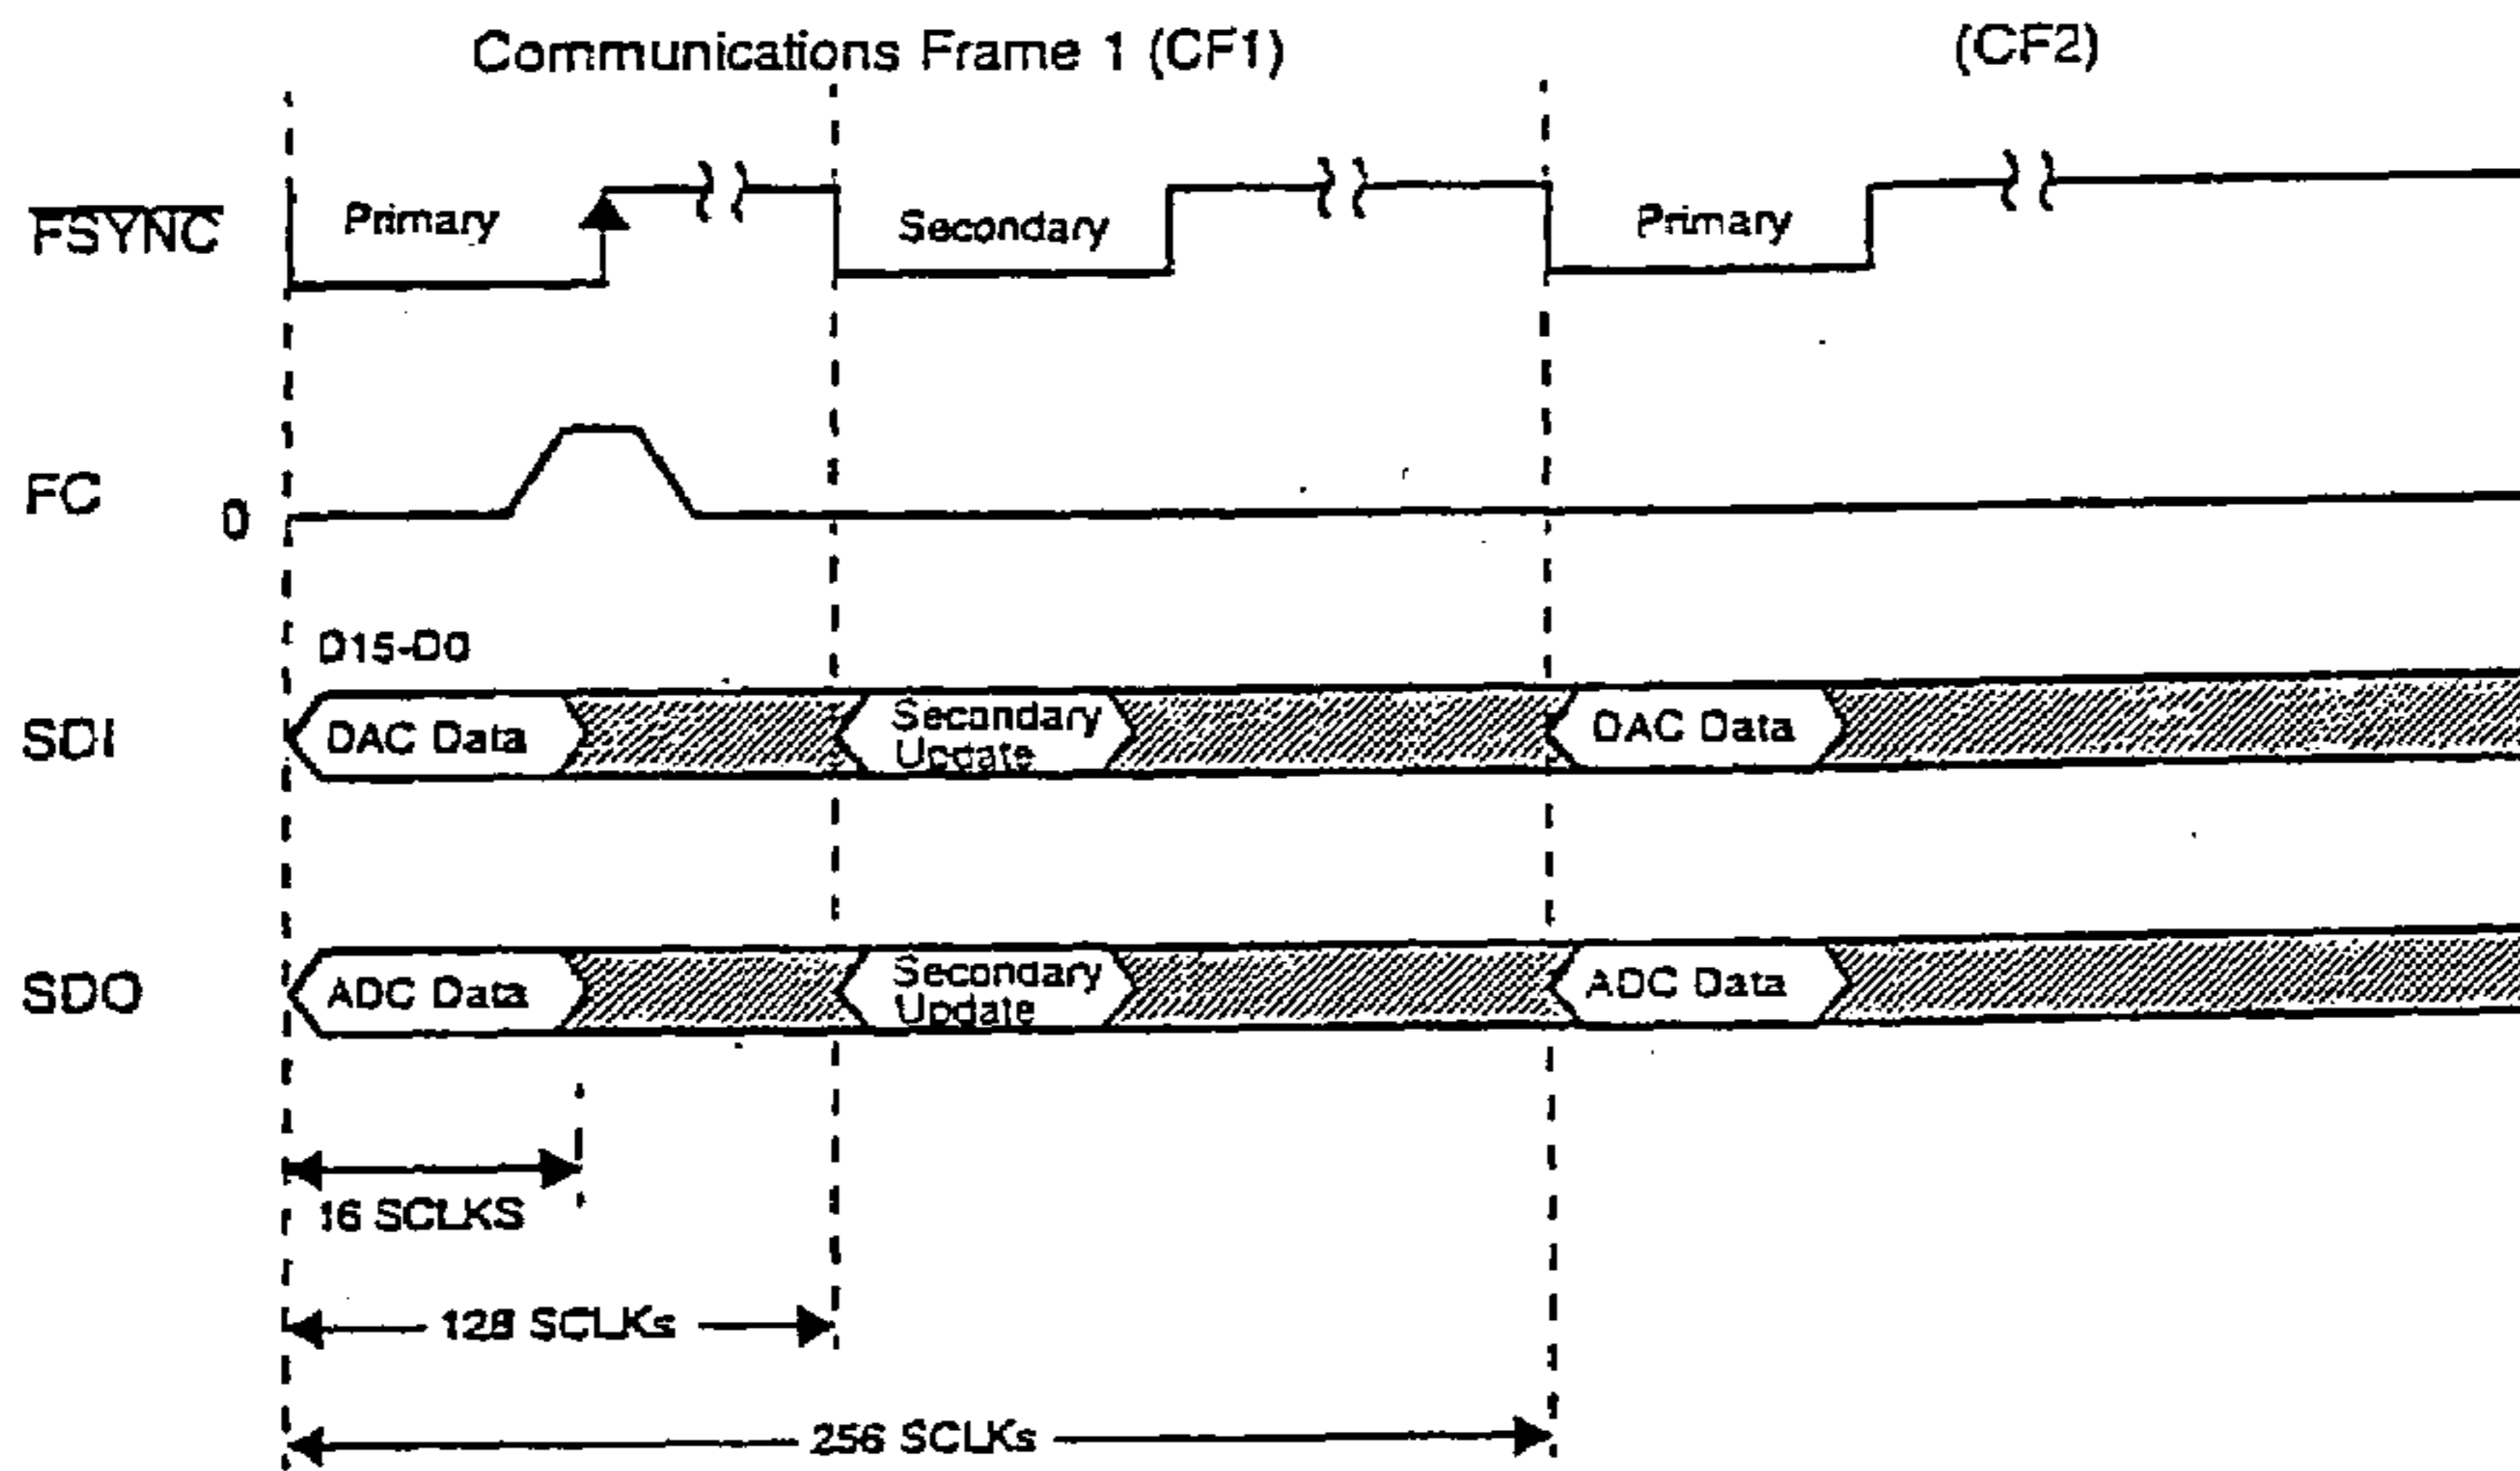 Communications Frame 1 (CF1)
(CF2)
FSYNC
Primary
Secondary
Primary
FC
0
D15-D0
SDI
DAC Data
Secondary
Update
DAC Data
SDO
ADC Data
Secondary
Update
ADC Data
16 SCLKS
128 SCLKs
256 SCLKs